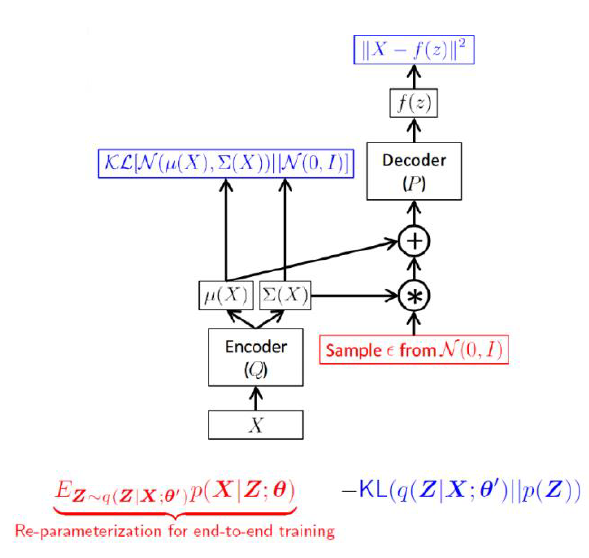 ‖X − f(z)‖²
f(z)
𝒦ℒ[𝒩(μ(X), Σ(X))||𝒩(0, I)]
Decoder
(P)
+
μ(X) Σ(X)
*
Encoder
(Q)
Sample ϵ from 𝒩(0, I)
X
E_{Z∼q(Z|X;θ′)} p(X|Z; θ) −KL(q(Z|X; θ′)||p(Z))
Re-parameterization for end-to-end training